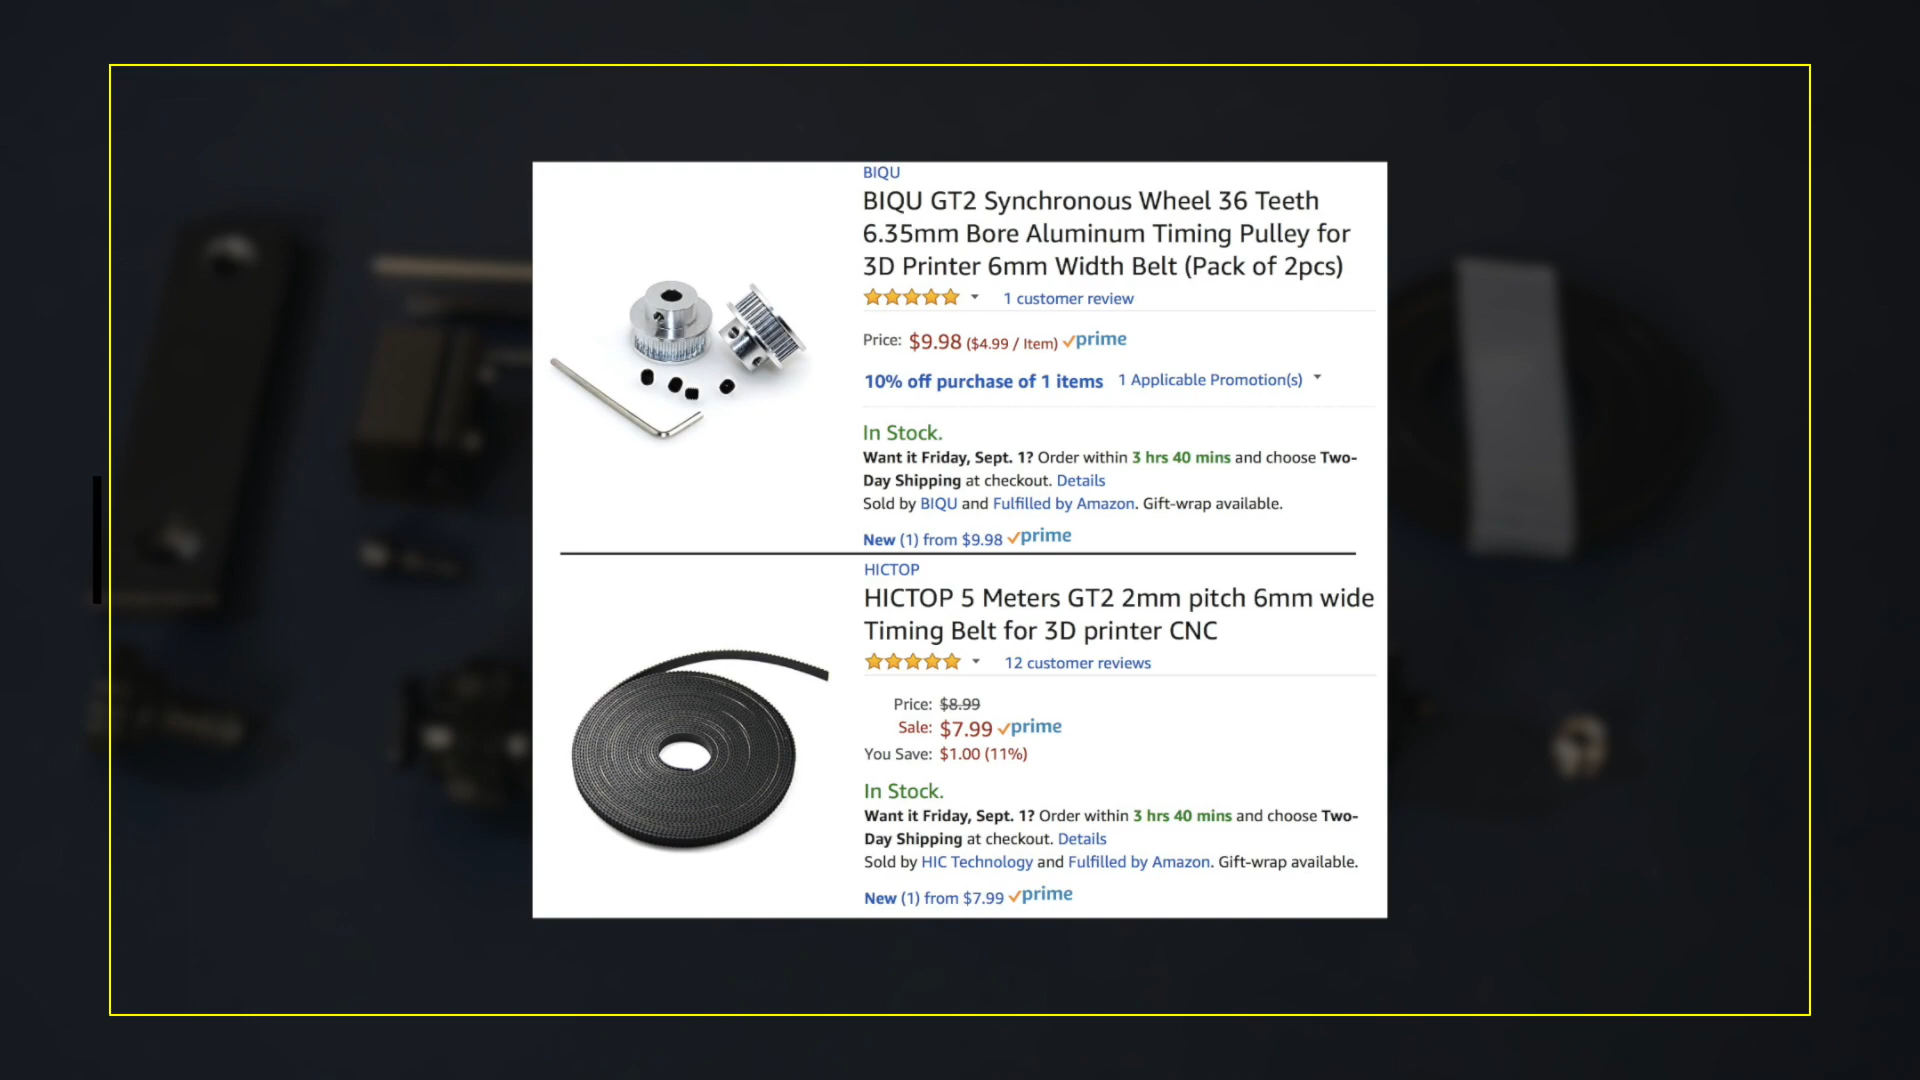 BIQU
BIQU GT2 Synchronous Wheel 36 Teeth
6.35mm Bore Aluminum Timing Pulley for
3D Printer 6mm Width Belt (Pack of 2pcs)
1 customer review
Price: $9.98 ($4.99 / Item) prime
10% off purchase of 1 items 1 Applicable Promotion(s)
In Stock.
Want it Friday, Sept. 1? Order within 3 hrs 40 mins and choose Two-
Day Shipping at checkout. Details
Sold by BIQU and Fulfilled by Amazon. Gift-wrap available.
New (1) from $9.98 prime
HICTOP
HICTOP 5 Meters GT2 2mm pitch 6mm wide
Timing Belt for 3D printer CNC
12 customer reviews
Price: $8.99
Sale: $7.99 prime
You Save: $1.00 (11%)
In Stock.
Want it Friday, Sept. 1? Order within 3 hrs 40 mins and choose Two-
Day Shipping at checkout. Details
Sold by HIC Technology and Fulfilled by Amazon. Gift-wrap available.
New (1) from $7.99 prime